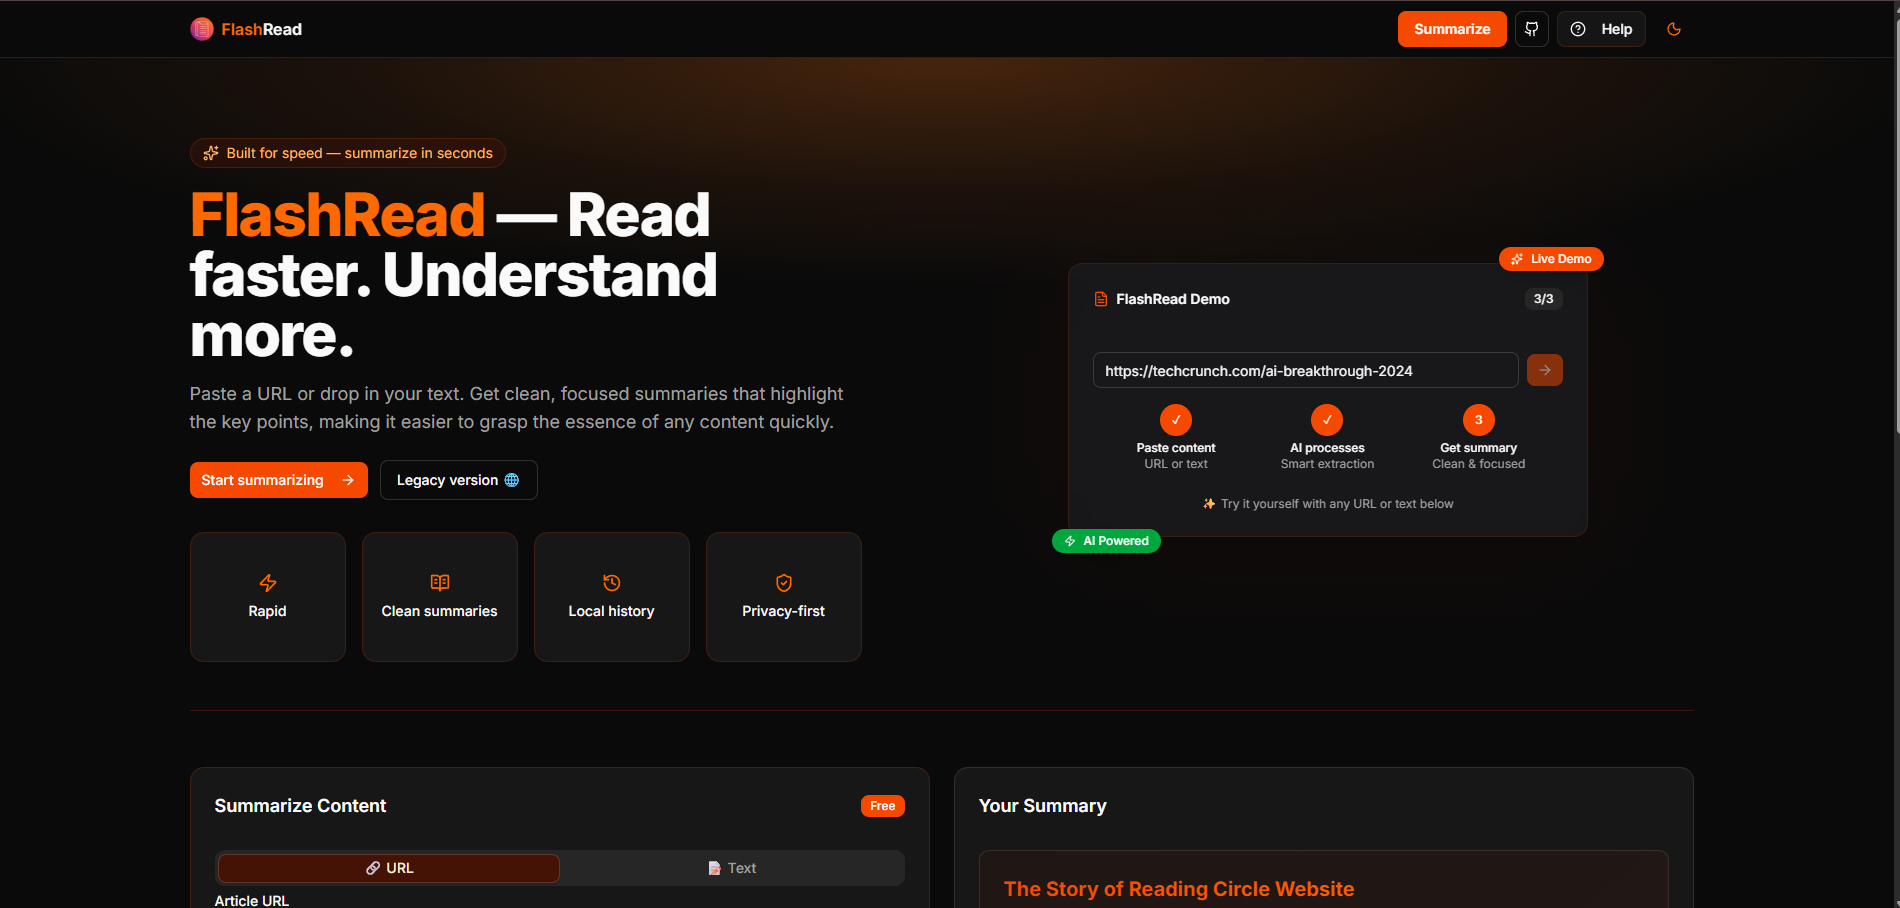 FlashRead
Summarize
Help
Built for speed — summarize in seconds
FlashRead — Read
faster. Understand
more.
Paste a URL or drop in your text. Get clean, focused summaries that highlight
the key points, making it easier to grasp the essence of any content quickly.
Start summarizing →
Legacy version 🌐
Rapid
Clean summaries
Local history
Privacy-first
Live Demo
FlashRead Demo
3/3
https://techcrunch.com/ai-breakthrough-2024
→
✓
✓
3
Paste content
AI processes
Get summary
URL or text
Smart extraction
Clean & focused
✨ Try it yourself with any URL or text below
AI Powered
Summarize Content
Free
🔗 URL
📝 Text
Article URL
Your Summary
The Story of Reading Circle Website